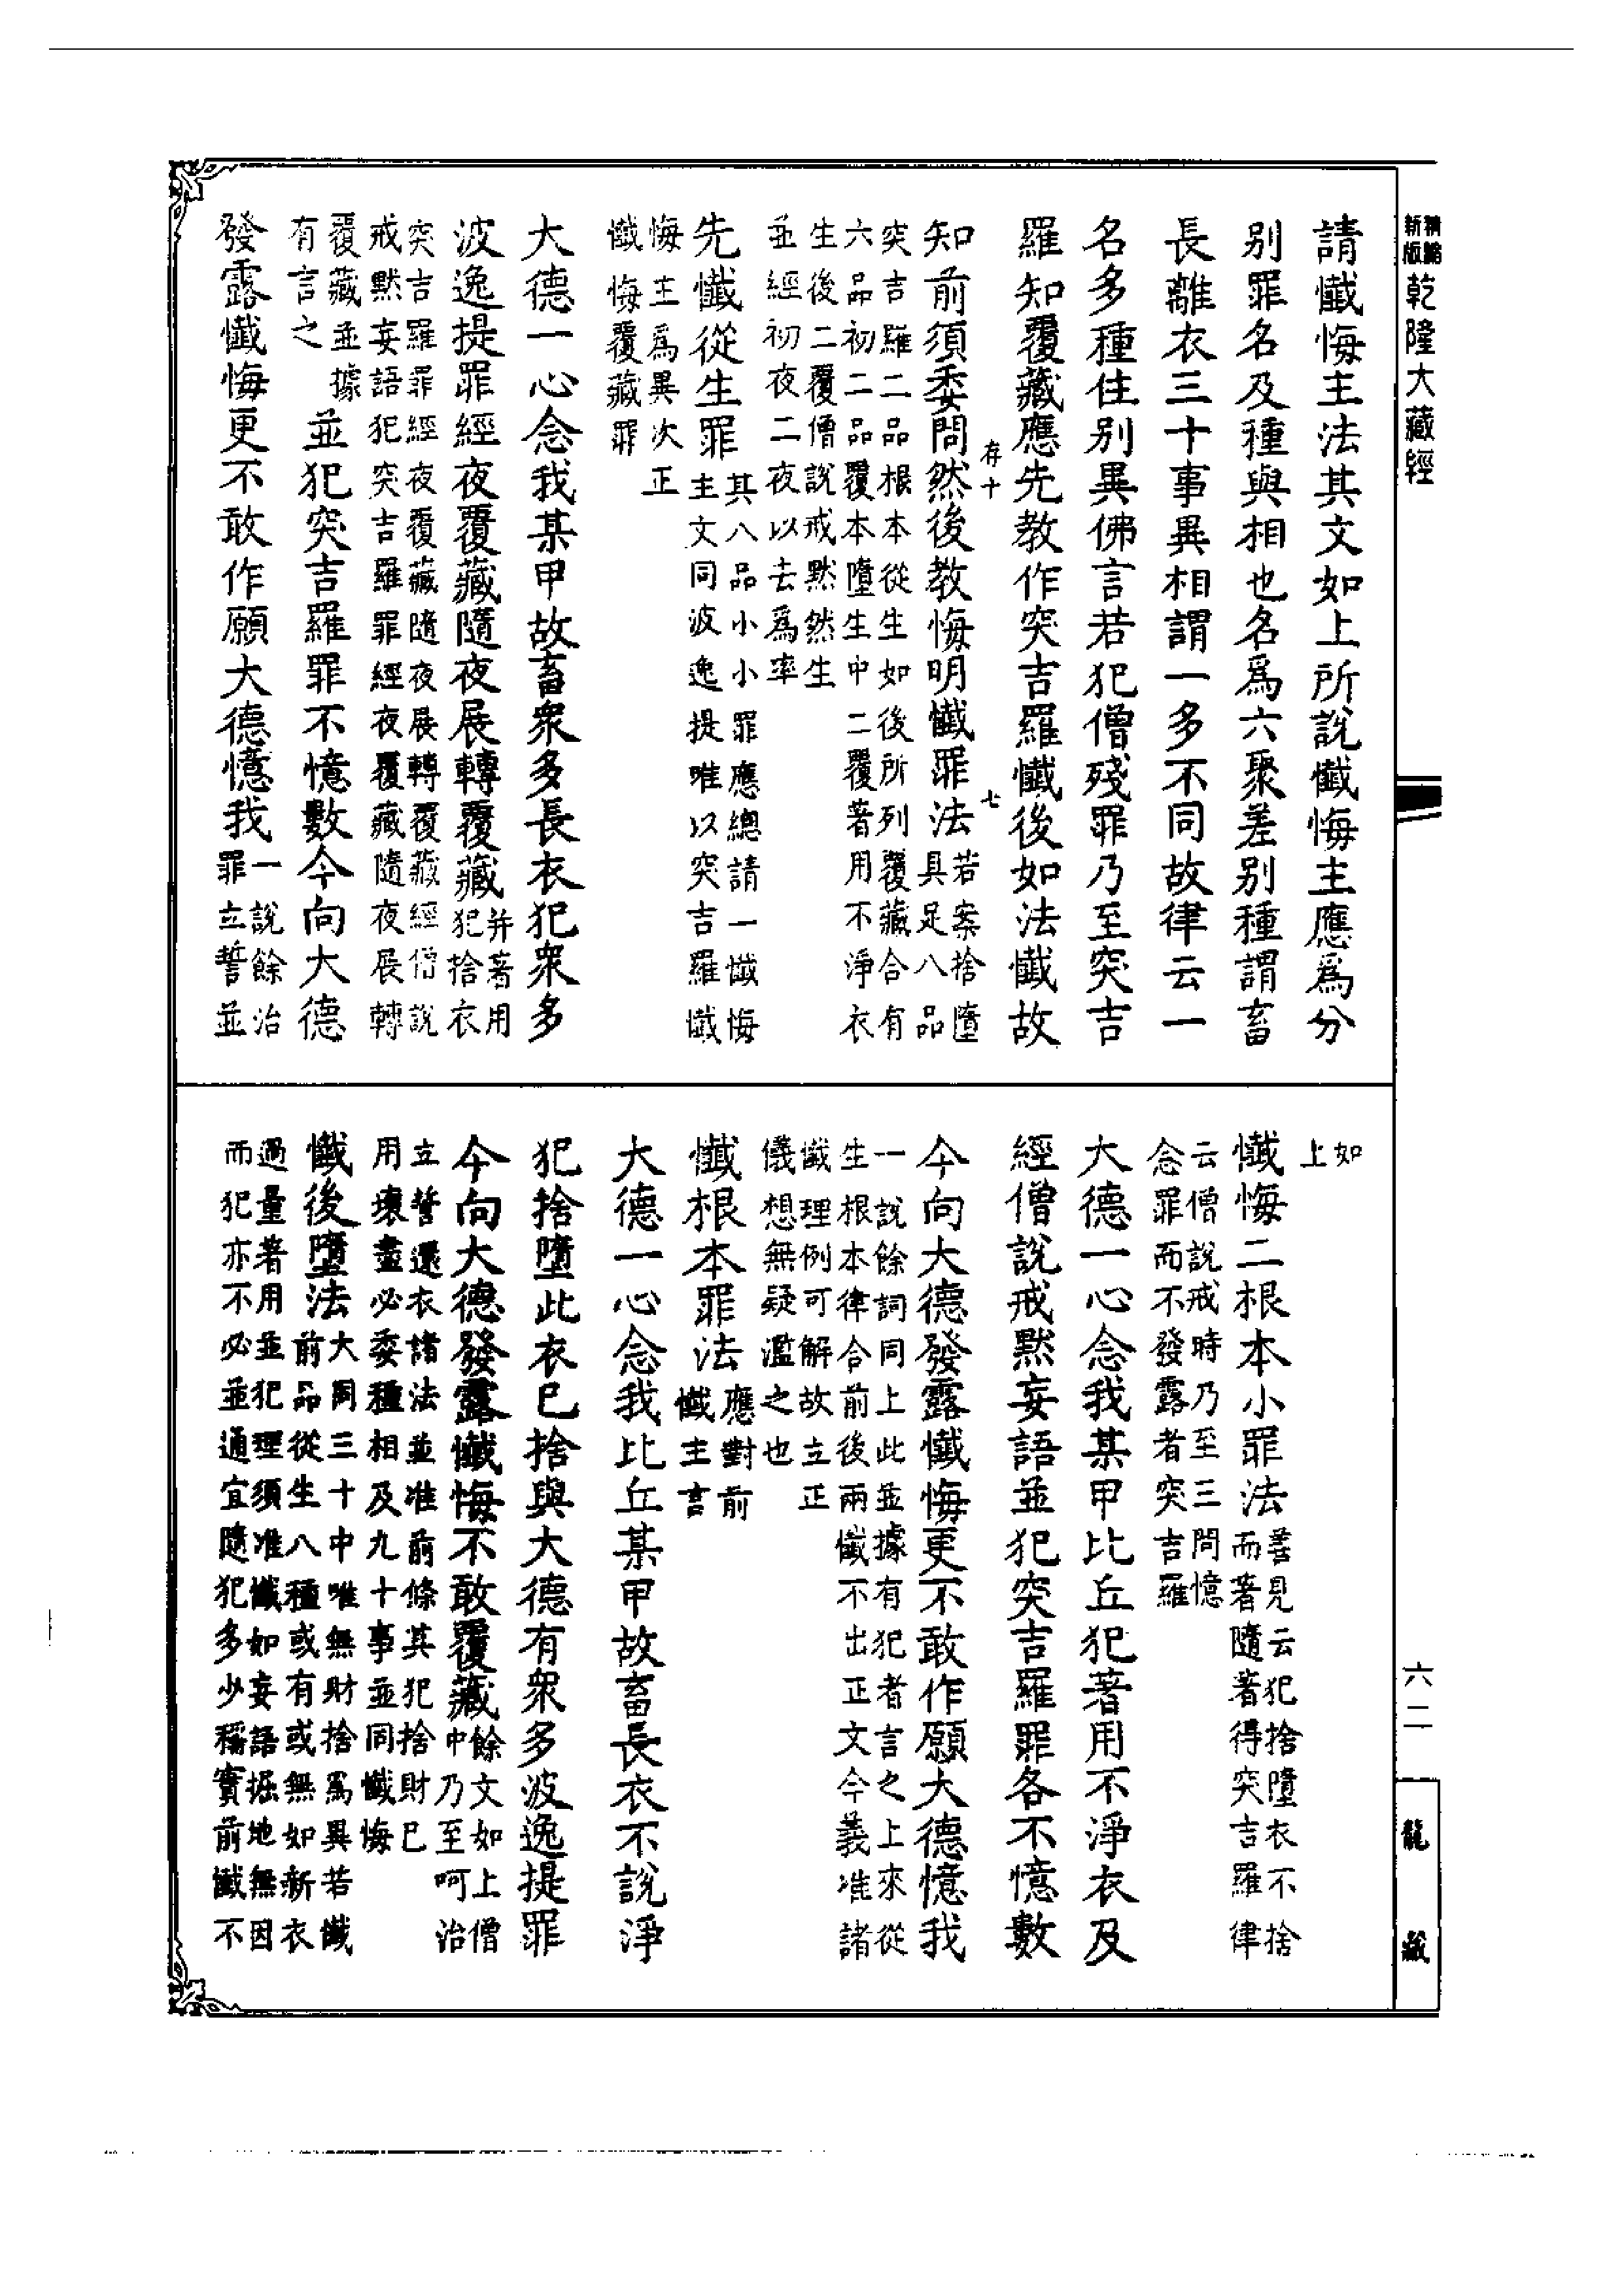 精繪
新版
乾隆大藏經
請懺悔主法其文如上所說懺悔主應為分
別罪名及種與相也名為六聚差別種謂畜
長離衣三十事異相謂一多不同故律云一
名多種住別異佛言若犯僧殘罪乃至突吉
羅知覆藏應先教作突吉羅懺後如法懺故
存十
七
知前須委問然後教悔明懺罪法
若案捨墮
具足八品
突吉羅二品根本從生如後所列覆藏合有
六品初二品覆本墮生中二覆著用不淨衣
生後二覆僧說戒默然生
並經初夜二夜以去為率
先懺從生罪
其八品小小罪應總請一懺悔
主文同波逸提唯以突吉羅懺
悔主為異次正
懺悔覆藏罪
大德一心念我某甲故畜眾多長衣犯眾多
波逸提罪經夜覆藏隨夜展轉覆藏
并著用
犯捨衣
突吉羅罪經夜覆藏隨夜展轉覆藏經僧說
戒默妄語犯突吉羅罪經夜覆藏隨夜展轉
覆藏並據
有言之
並犯突吉羅罪不憶數今向大德
發露懺悔更不敢作願大德憶我
一說餘治
罪立誓並
如
上
懺悔二根本小罪法
善見云犯捨墮衣不捨
而著隨著得突吉羅律
云僧說戒時乃至三問憶
念罪而不發露者突吉羅
大德一心念我某甲比丘犯著用不淨衣及
經僧說戒默妄語並犯突吉羅罪各不憶數
今向大德發露懺悔更不敢作願大德憶我
一說餘詞同上此並據有犯者言之上來從
生根本律合前後兩懺不出正文今義准諸
懺理例可解故立正
儀想無疑濫之也
懺根本罪法
應對前
懺主言
大德一心念我比丘某甲故畜長衣不說淨
犯捨墮此衣已捨與大德有眾多波逸提罪
今向大德發露懺悔不敢覆藏
餘文如上僧
中乃至呵治
立誓還衣諸法並准前條其犯捨財已
用壞盡必委種相及九十事並同懺悔
懺後墮法
大同三十中唯無財捨為異若懺
前品從生八種或有或無如新衣
過量著用並犯理須准懺如妄語掘地無因
而犯亦不必並通宜隨犯多少稱實前懺不
六二
龍
藏